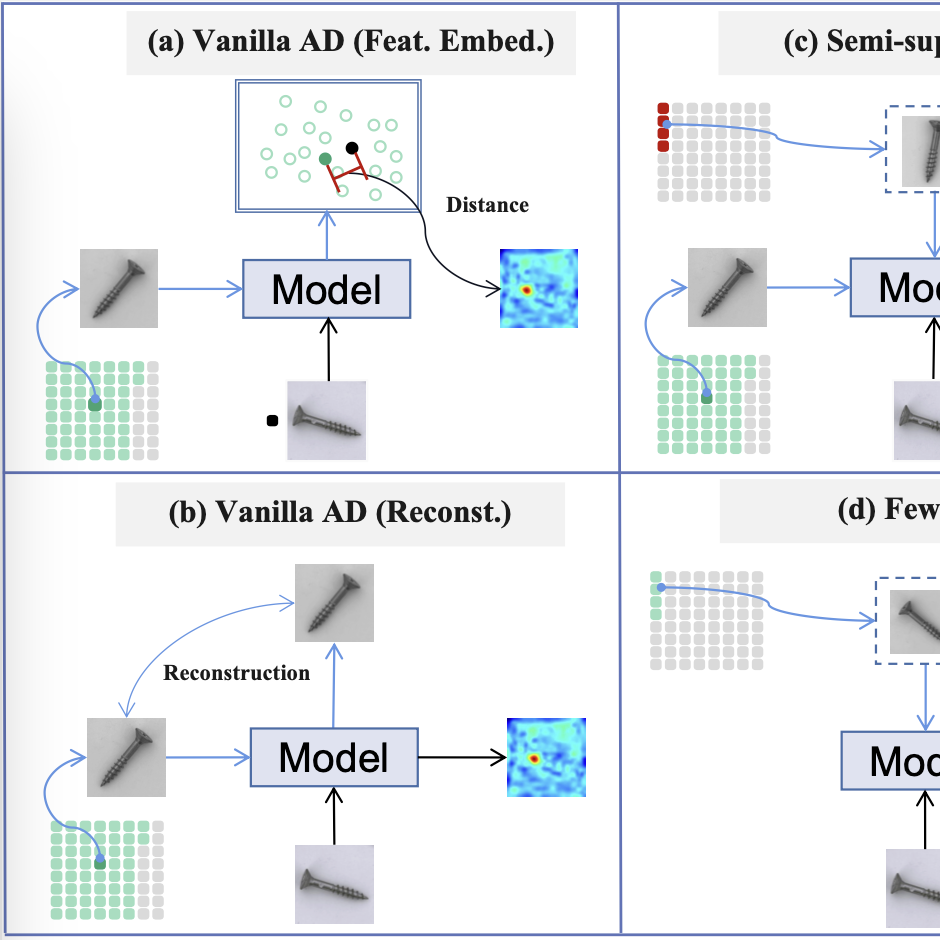 (a) Vanilla AD (Feat. Embed.)
Distance
Model
(b) Vanilla AD (Reconst.)
Reconstruction
Model
(c) Semi-sup
Mod
(d) Few
Mod